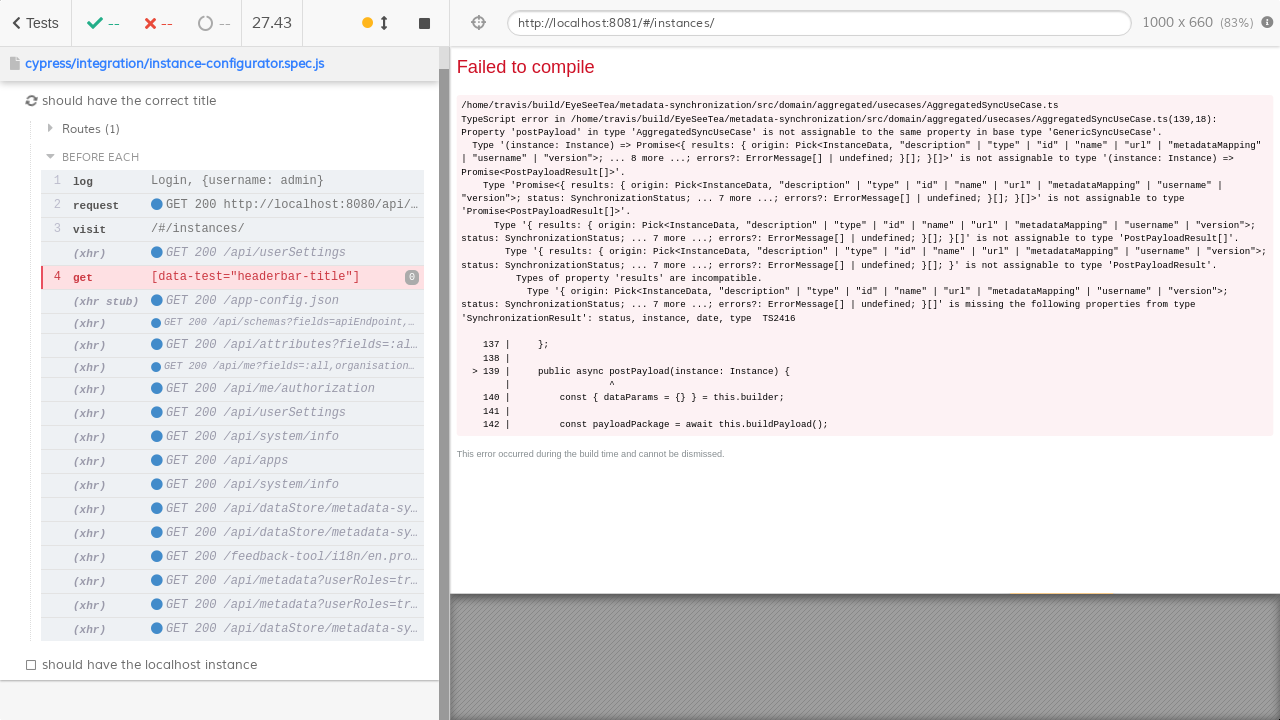 Tests
--
--
--
27.43
http://localhost:8081/#/instances/
1000 x 660 (83%)
cypress/integration/instance-configurator.spec.js
should have the correct title
Routes (1)
BEFORE EACH
1 log Login, {username: admin}
2 request GET 200 http://localhost:8080/api/…
3 visit /#/instances/
(xhr) GET 200 /api/userSettings
4 get [data-test="headerbar-title"] 0
(xhr stub) GET 200 /app-config.json
(xhr) GET 200 /api/schemas?fields=apiEndpoint,…
(xhr) GET 200 /api/attributes?fields=:al…
(xhr) GET 200 /api/me?fields=:all,organisation…
(xhr) GET 200 /api/me/authorization
(xhr) GET 200 /api/userSettings
(xhr) GET 200 /api/system/info
(xhr) GET 200 /api/apps
(xhr) GET 200 /api/system/info
(xhr) GET 200 /api/dataStore/metadata-sy…
(xhr) GET 200 /api/dataStore/metadata-sy…
(xhr) GET 200 /feedback-tool/i18n/en.pro…
(xhr) GET 200 /api/metadata?userRoles=tr…
(xhr) GET 200 /api/metadata?userRoles=tr…
(xhr) GET 200 /api/dataStore/metadata-sy…
should have the localhost instance
Failed to compile
/home/travis/build/EyeSeeTea/metadata-synchronization/src/domain/aggregated/usecases/AggregatedSyncUseCase.ts
TypeScript error in /home/travis/build/EyeSeeTea/metadata-synchronization/src/domain/aggregated/usecases/AggregatedSyncUseCase.ts(139,18):
Property 'postPayload' in type 'AggregatedSyncUseCase' is not assignable to the same property in base type 'GenericSyncUseCase'.
Type '(instance: Instance) => Promise<{ results: { origin: Pick<InstanceData, "description" | "type" | "id" | "name" | "url" | "metadataMapping"
| "username" | "version">; ... 8 more ...; errors?: ErrorMessage[] | undefined; }[]; }[]>' is not assignable to type '(instance: Instance) =>
Promise<PostPayloadResult[]>'.
Type 'Promise<{ results: { origin: Pick<InstanceData, "description" | "type" | "id" | "name" | "url" | "metadataMapping" | "username" |
"version">; status: SynchronizationStatus; ... 7 more ...; errors?: ErrorMessage[] | undefined; }[]; }[]>' is not assignable to type
'Promise<PostPayloadResult[]>'.
Type '{ results: { origin: Pick<InstanceData, "description" | "type" | "id" | "name" | "url" | "metadataMapping" | "username" | "version">;
status: SynchronizationStatus; ... 7 more ...; errors?: ErrorMessage[] | undefined; }[]; }[]' is not assignable to type 'PostPayloadResult[]'.
Type '{ results: { origin: Pick<InstanceData, "description" | "type" | "id" | "name" | "url" | "metadataMapping" | "username" | "version">;
status: SynchronizationStatus; ... 7 more ...; errors?: ErrorMessage[] | undefined; }[]; }' is not assignable to type 'PostPayloadResult'.
Types of property 'results' are incompatible.
Type '{ origin: Pick<InstanceData, "description" | "type" | "id" | "name" | "url" | "metadataMapping" | "username" | "version">;
status: SynchronizationStatus; ... 7 more ...; errors?: ErrorMessage[] | undefined; }[]' is missing the following properties from type
'SynchronizationResult': status, instance, date, type  TS2416
137 |     };
138 |
> 139 |     public async postPayload(instance: Instance) {
|                  ^
140 |         const { dataParams = {} } = this.builder;
141 |
142 |         const payloadPackage = await this.buildPayload();
This error occurred during the build time and cannot be dismissed.